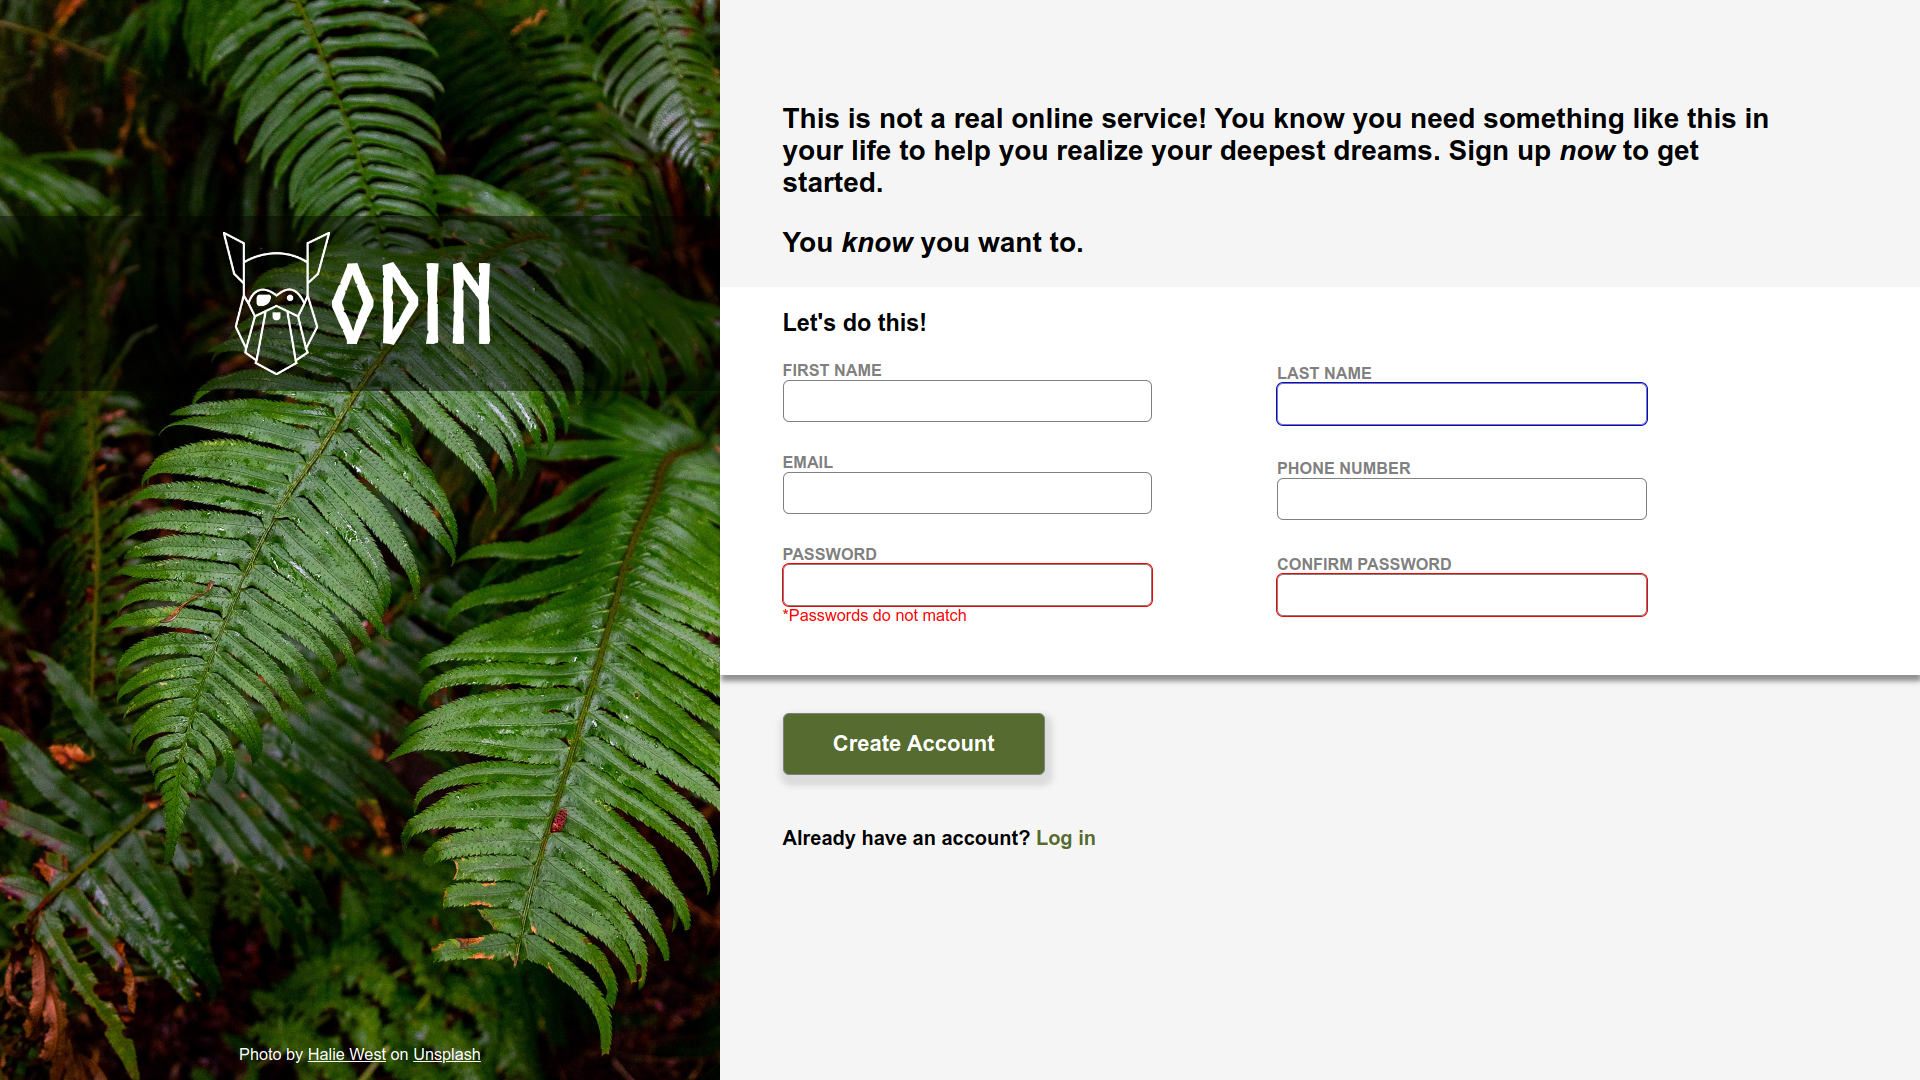 ODIN
Photo by Halie West on Unsplash
This is not a real online service! You know you need something like this in
your life to help you realize your deepest dreams. Sign up now to get
started.
You know you want to.
Let's do this!
FIRST NAME
LAST NAME
EMAIL
PHONE NUMBER
PASSWORD
CONFIRM PASSWORD
*Passwords do not match
Create Account
Already have an account? Log in